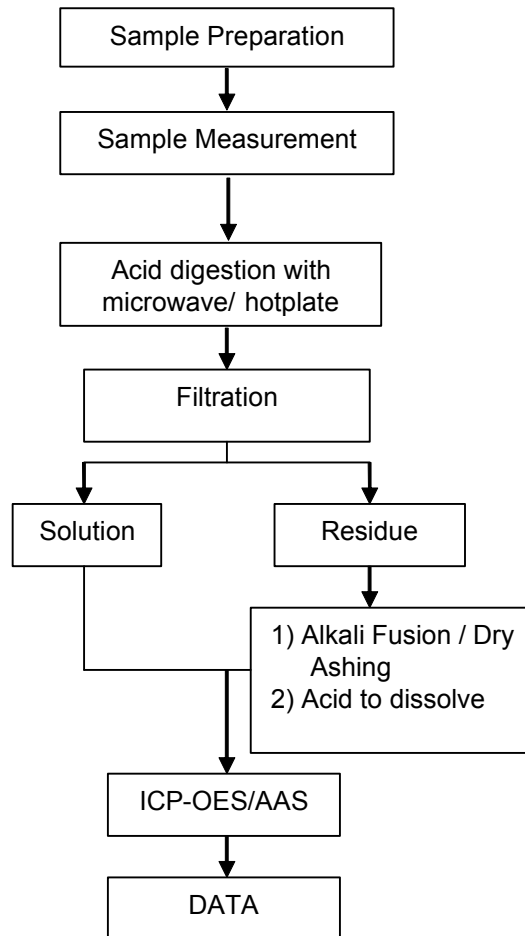 Sample Preparation
Sample Measurement
Acid digestion with
microwave/ hotplate
Filtration
Solution
Residue
1) Alkali Fusion / Dry
Ashing
2) Acid to dissolve
ICP-OES/AAS
DATA